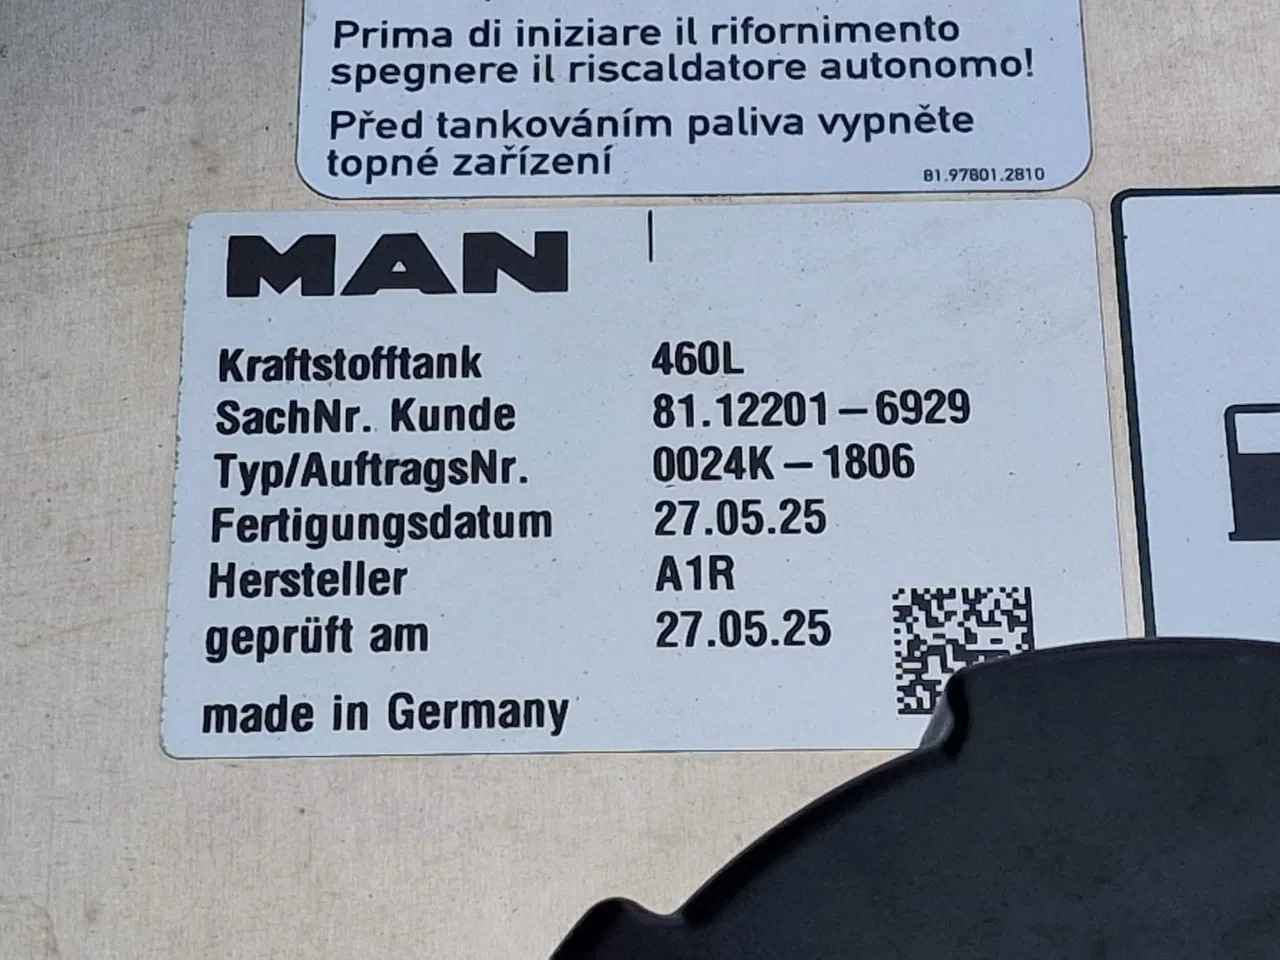 Prima di iniziare il rifornimento
spegnere il riscaldatore autonomo!
Před tankováním paliva vypněte
topné zařízení
81.97801.2810
MAN
Kraftstofftank 460L
SachNr. Kunde 81.12201-6929
Typ/AuftragsNr. 0024K-1806
Fertigungsdatum 27.05.25
Hersteller A1R
geprüft am 27.05.25
made in Germany